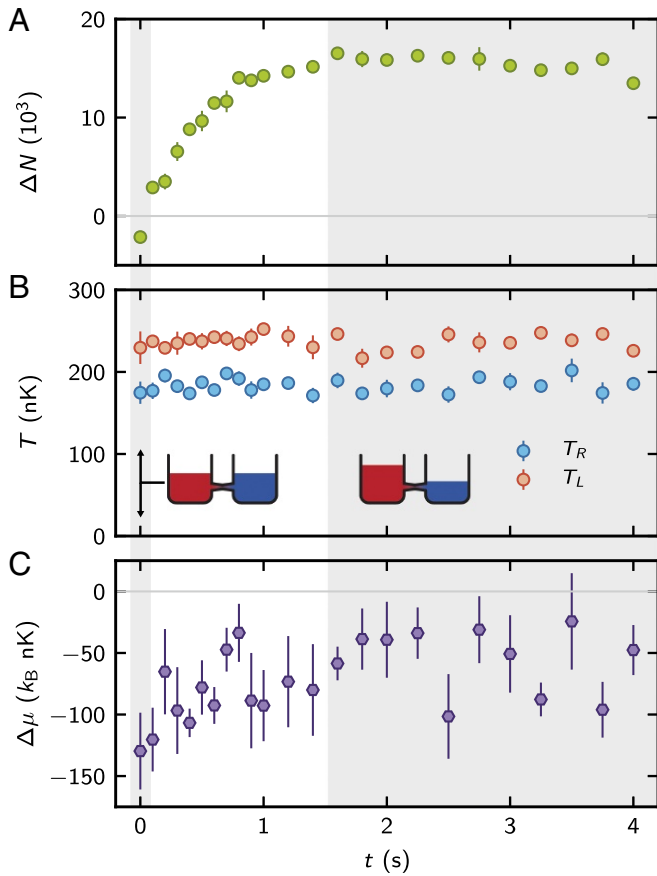 A
20
10
0
ΔN (10³)
B
300
200
100
0
T (nK)
T_R
T_L
C
0
−50
−100
−150
Δμ (k_B nK)
0 1 2 3 4
t (s)